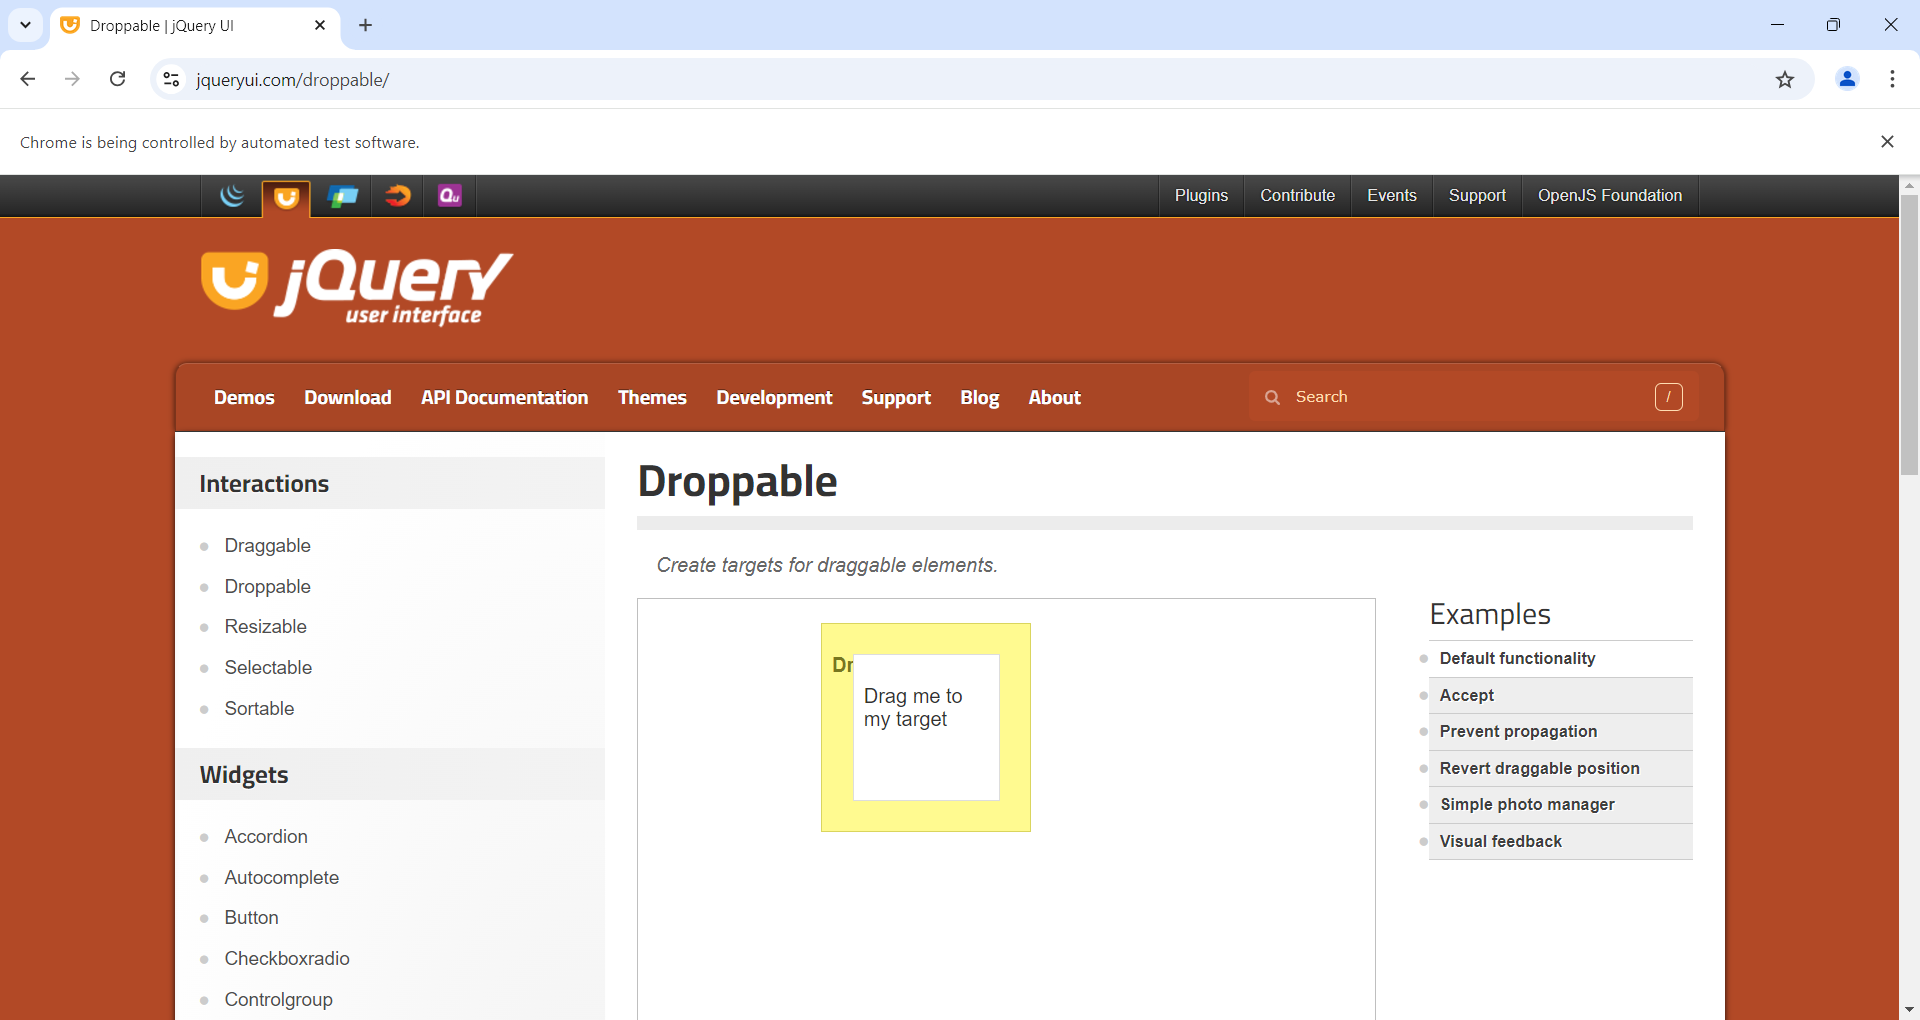 Droppable | jQuery UI
jqueryui.com/droppable/
Chrome is being controlled by automated test software.
Qu
Plugins
Contribute
Events
Support
OpenJS Foundation
jQuery
user interface
Demos
Download
API Documentation
Themes
Development
Support
Blog
About
Search
/
Interactions
Draggable
Droppable
Resizable
Selectable
Sortable
Widgets
Accordion
Autocomplete
Button
Checkboxradio
Controlgroup
Droppable
Create targets for draggable elements.
Dr
Drag me to
my target
Examples
Default functionality
Accept
Prevent propagation
Revert draggable position
Simple photo manager
Visual feedback